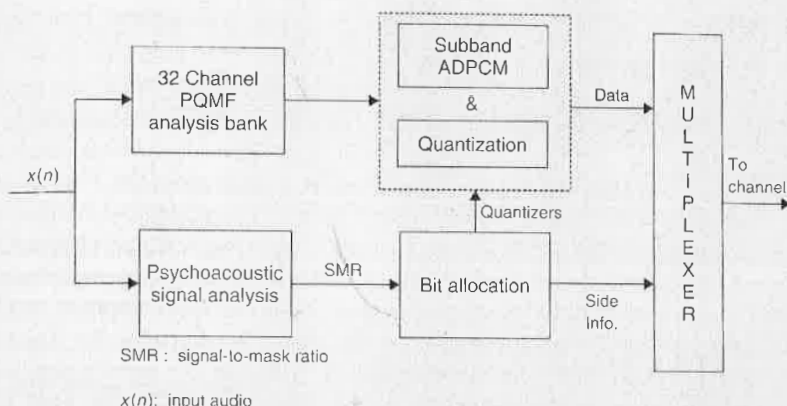 32 Channel
PQMF
analysis bank
Subband
ADPCM
&
Quantization
Data
MULTIPLEXER
To
channel
x(n)
Quantizers
Psychoacoustic
signal analysis
SMR
Bit allocation
Side
Info.
SMR : signal-to-mask ratio
x(n): input audio